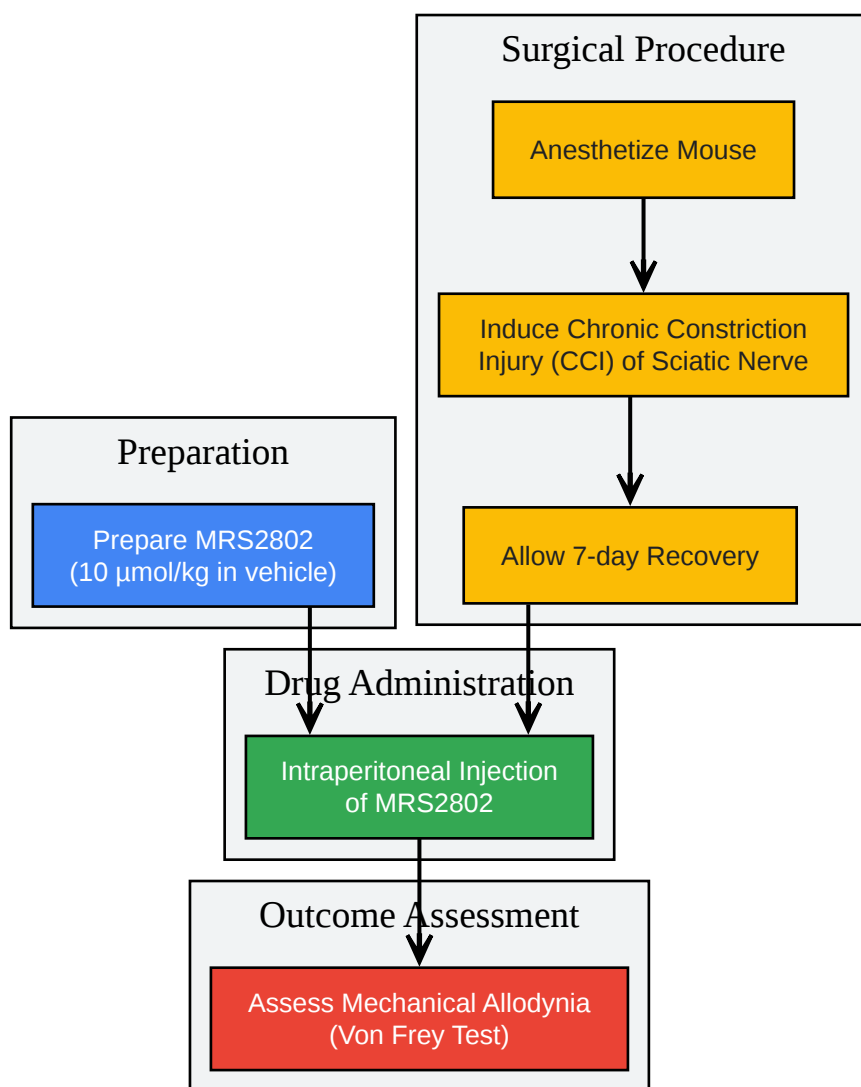 Surgical Procedure
Anesthetize Mouse
Induce Chronic Constriction
Injury (CCI) of Sciatic Nerve
Allow 7-day Recovery
Preparation
Prepare MRS2802
(10 µmol/kg in vehicle)
Drug Administration
Intraperitoneal Injection
of MRS2802
Outcome Assessment
Assess Mechanical Allodynia
(Von Frey Test)